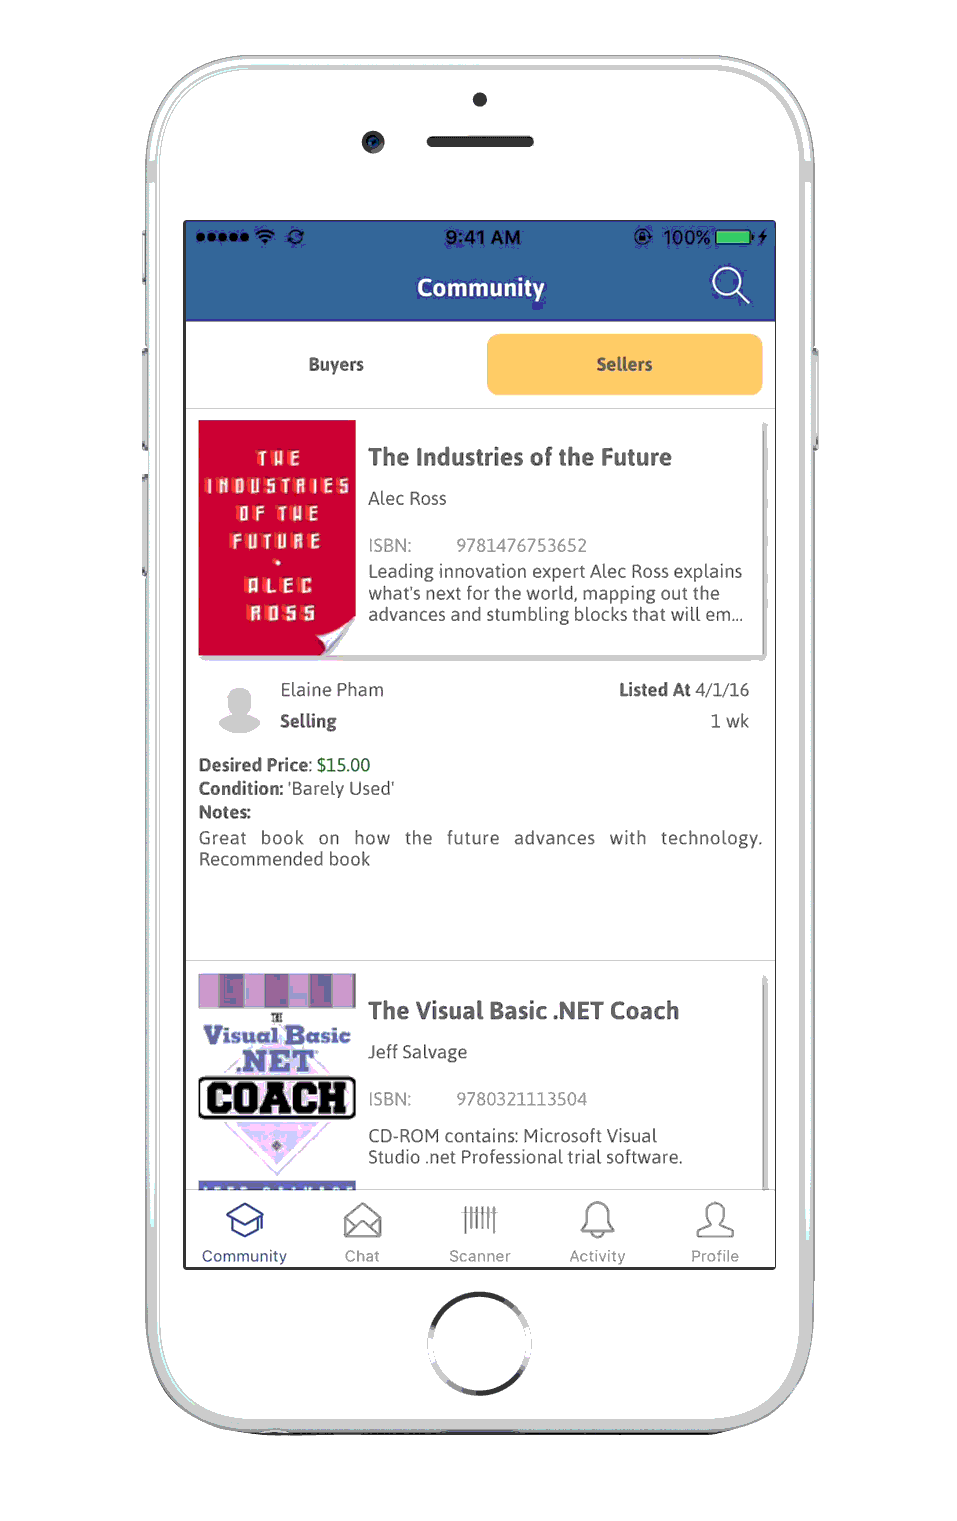 9:41 AM
100%
Community
Buyers
Sellers
THE
INDUSTRIES
OF THE
FUTURE
ALEC
ROSS
The Industries of the Future
Alec Ross
ISBN: 9781476753652
Leading innovation expert Alec Ross explains
what's next for the world, mapping out the
advances and stumbling blocks that will em...
Elaine Pham
Listed At 4/1/16
Selling
1 wk
Desired Price: $15.00
Condition: 'Barely Used'
Notes:
Great book on how the future advances with technology.
Recommended book
THE
Visual Basic
.NET
COACH
The Visual Basic .NET Coach
Jeff Salvage
ISBN: 9780321113504
CD-ROM contains: Microsoft Visual
Studio .net Professional trial software.
Community
Chat
Scanner
Activity
Profile